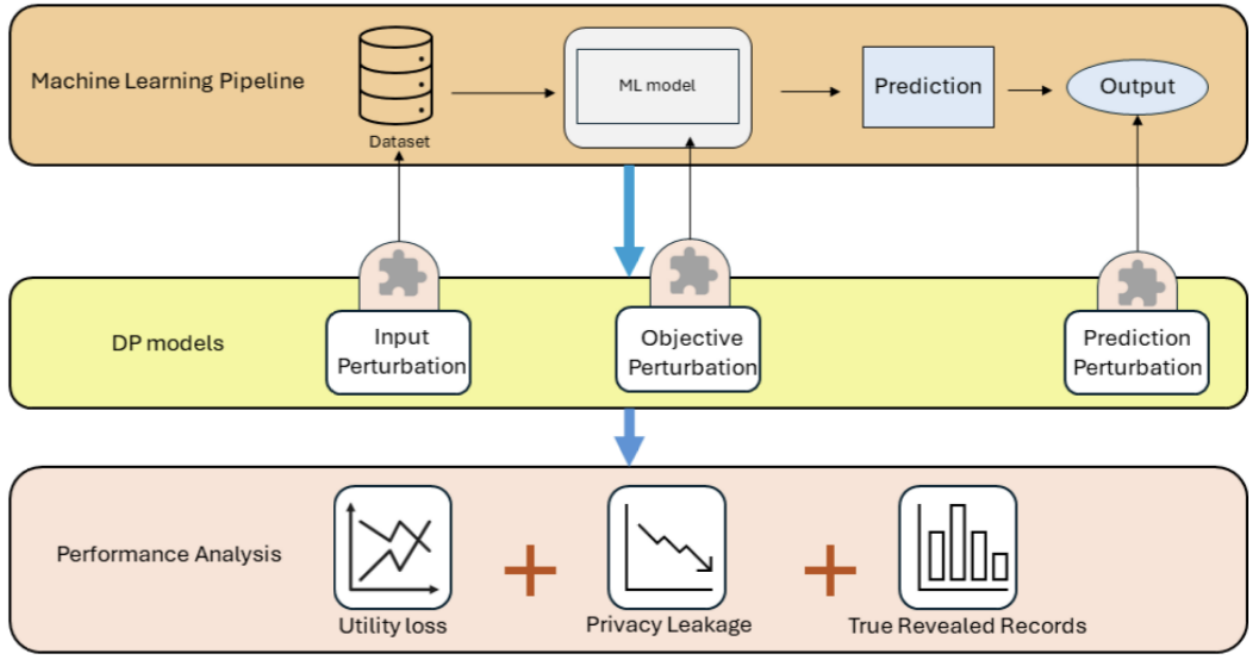 Machine Learning Pipeline
Dataset
ML model
Prediction
Output
DP models
Input
Perturbation
Objective
Perturbation
Prediction
Perturbation
Performance Analysis
Utility loss
Privacy Leakage
True Revealed Records